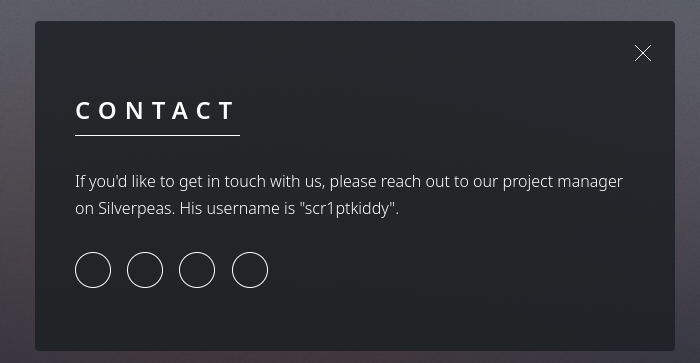 CONTACT
If you'd like to get in touch with us, please reach out to our project manager
on Silverpeas. His username is "scr1ptkiddy".